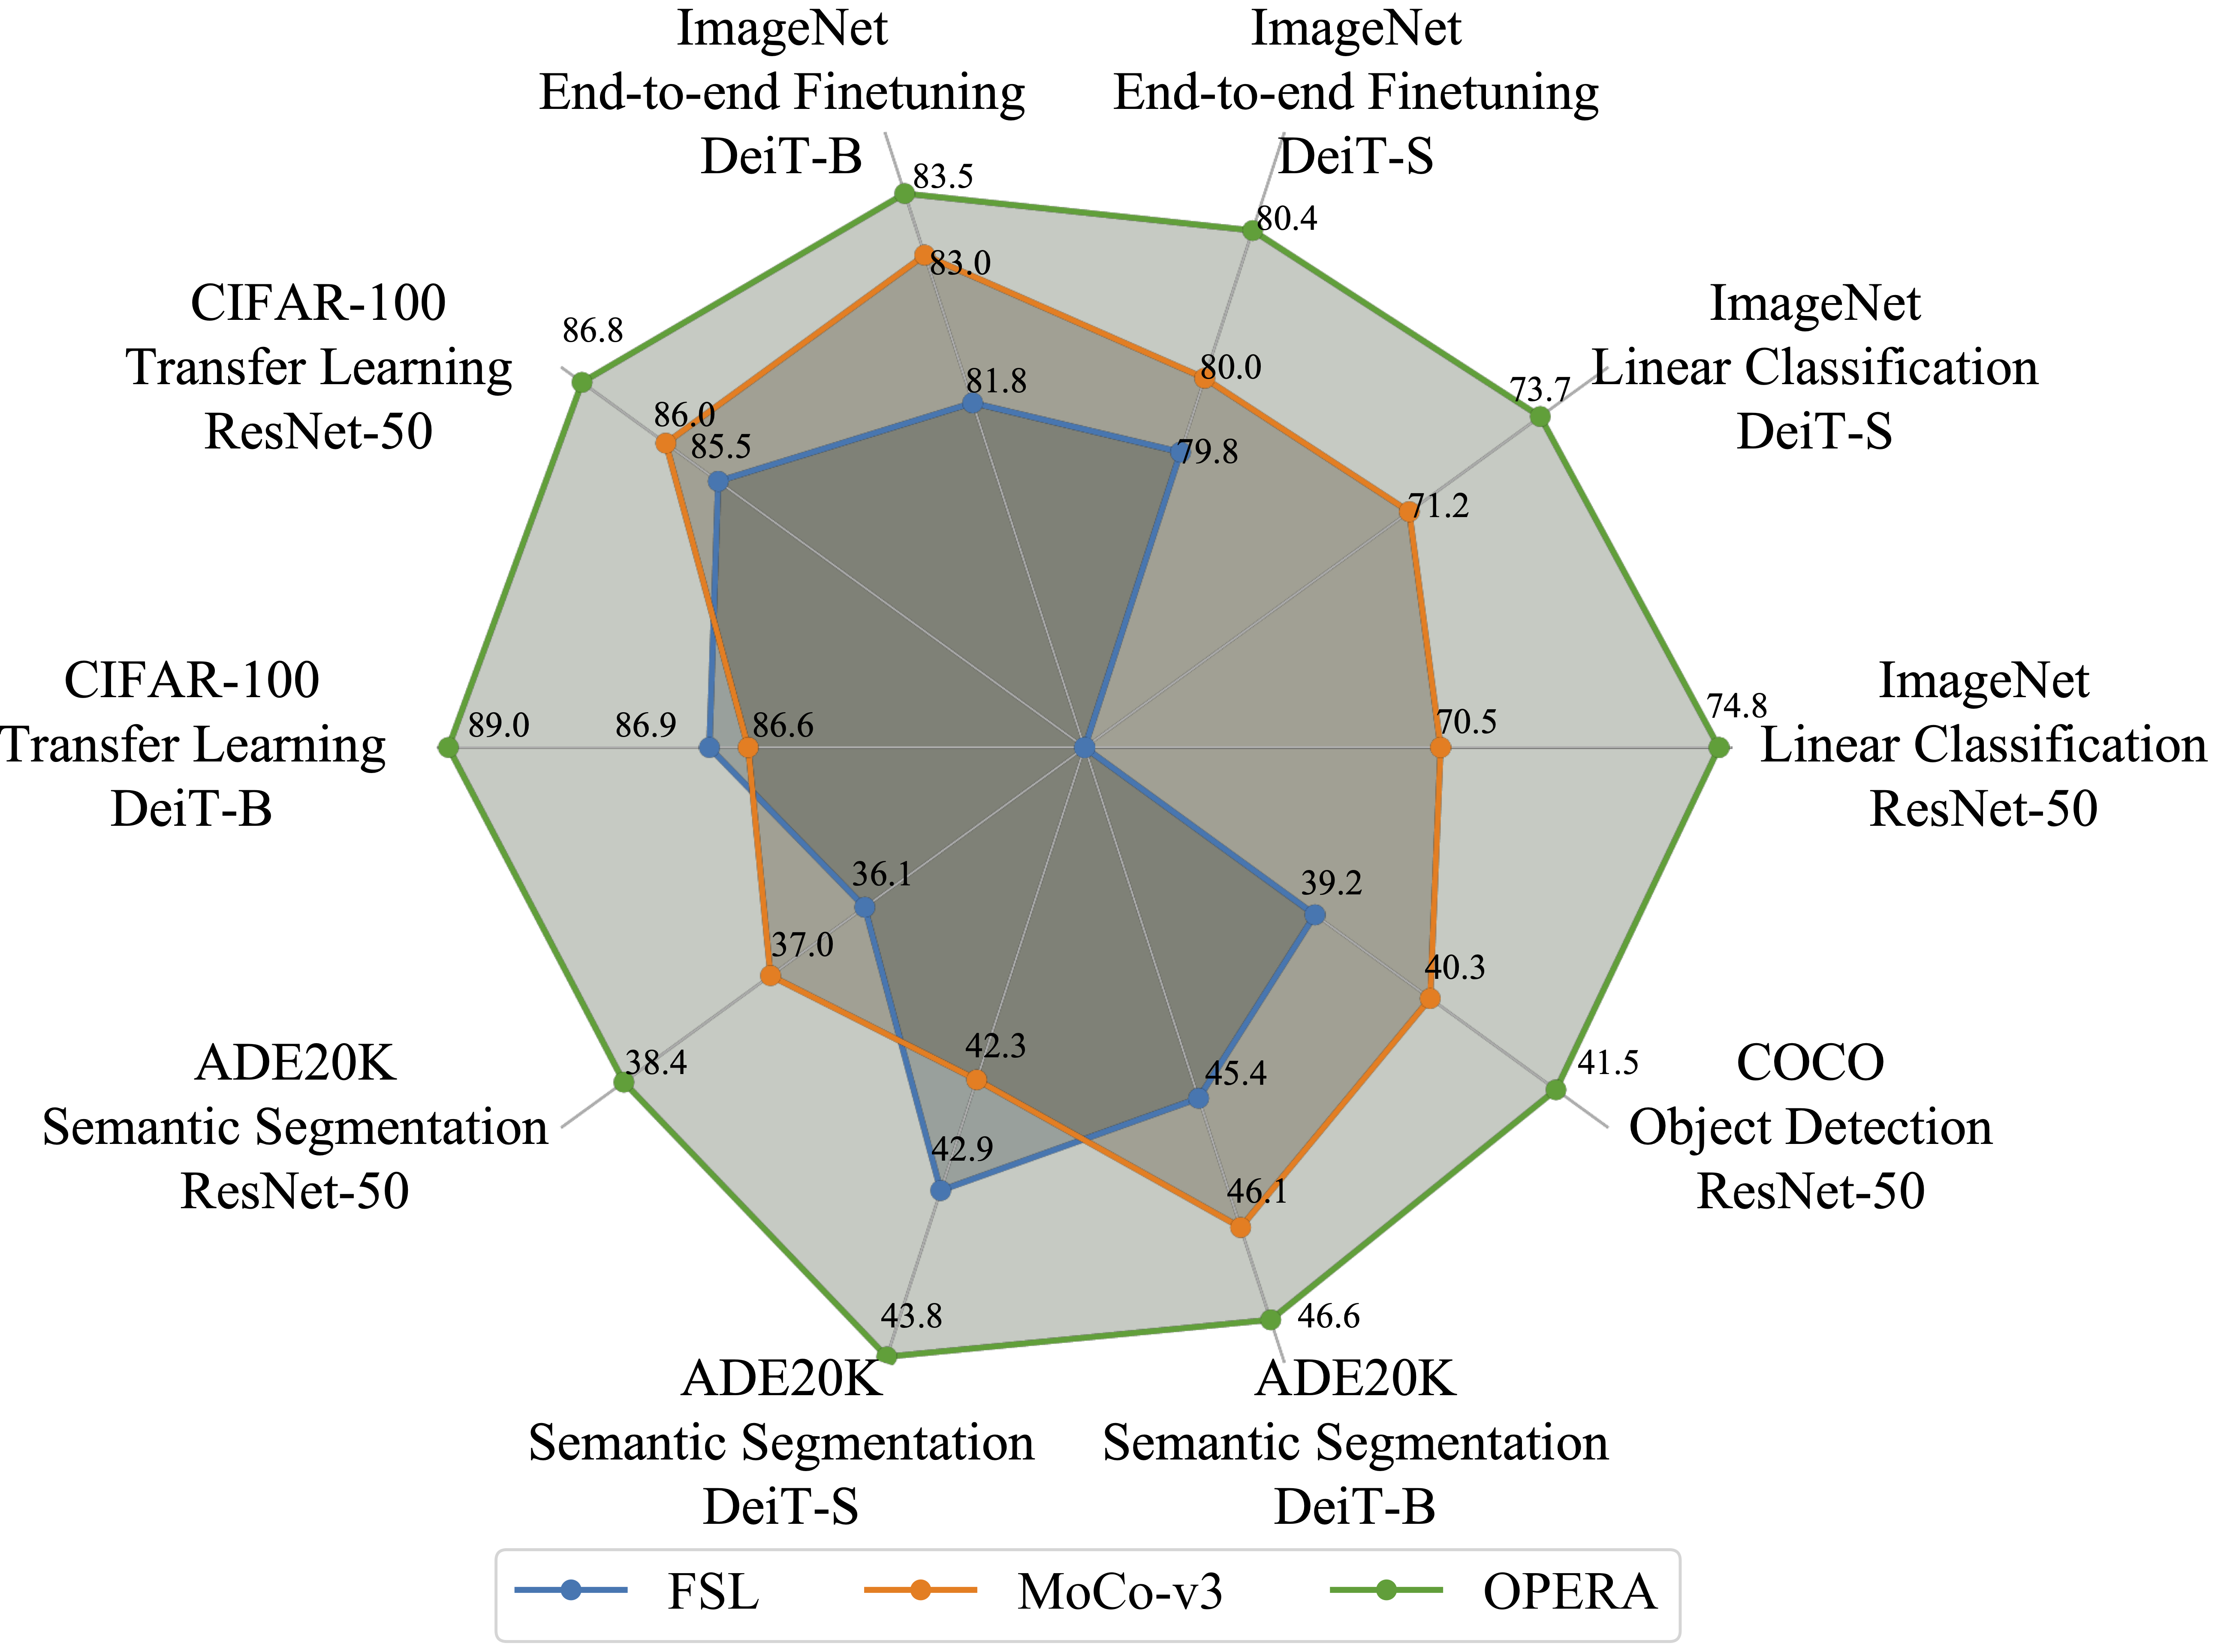 ImageNet
End-to-end Finetuning
DeiT-B
ImageNet
End-to-end Finetuning
DeiT-S
83.5
80.4
83.0
CIFAR-100
Transfer Learning
ResNet-50
86.8
ImageNet
Linear Classification
DeiT-S
73.7
81.8
80.0
86.0
85.5
79.8
71.2
CIFAR-100
Transfer Learning
DeiT-B
89.0
86.9
86.6
70.5
74.8
ImageNet
Linear Classification
ResNet-50
36.1
39.2
37.0
40.3
ADE20K
Semantic Segmentation
ResNet-50
38.4
42.3
45.4
41.5
COCO
Object Detection
ResNet-50
42.9
46.1
43.8
46.6
ADE20K
Semantic Segmentation
DeiT-S
ADE20K
Semantic Segmentation
DeiT-B
FSL
MoCo-v3
OPERA